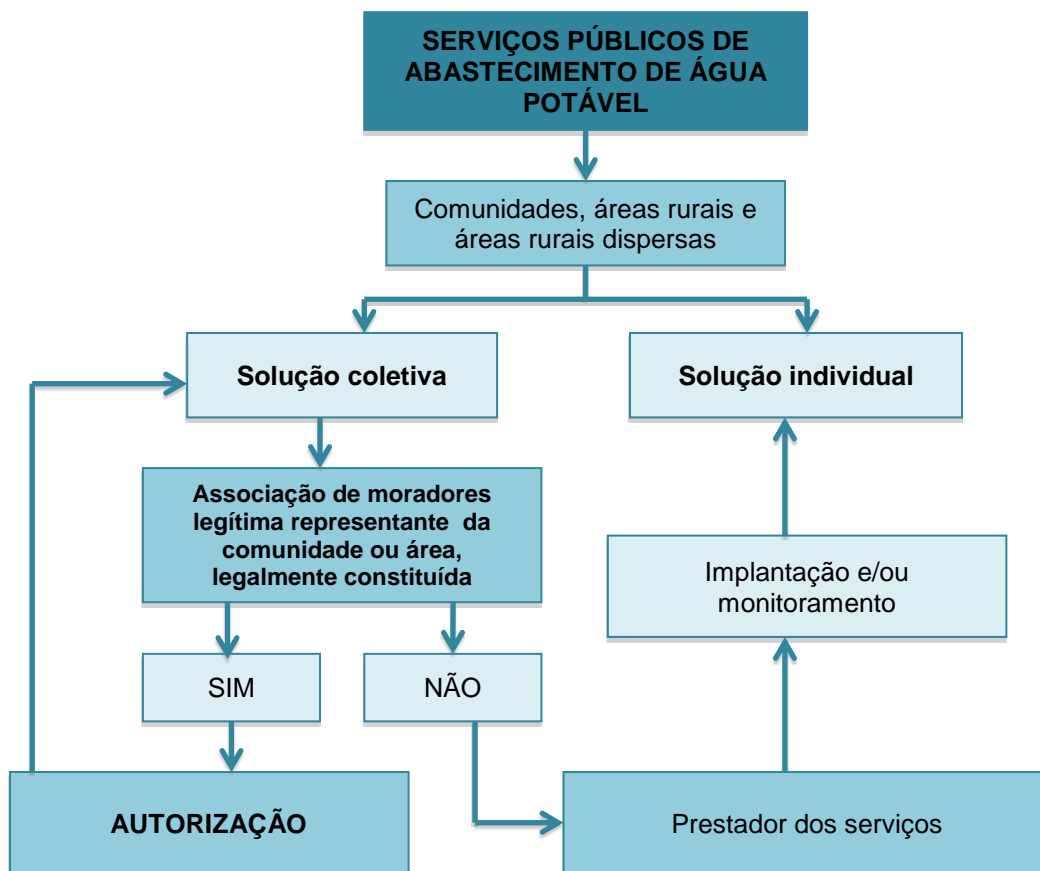 SERVIÇOS PÚBLICOS DE
ABASTECIMENTO DE ÁGUA
POTÁVEL
Comunidades, áreas rurais e
áreas rurais dispersas
Solução coletiva
Solução individual
Associação de moradores
legítima representante da
comunidade ou área,
legalmente constituída
Implantação e/ou
monitoramento
SIM
NÃO
AUTORIZAÇÃO
Prestador dos serviços